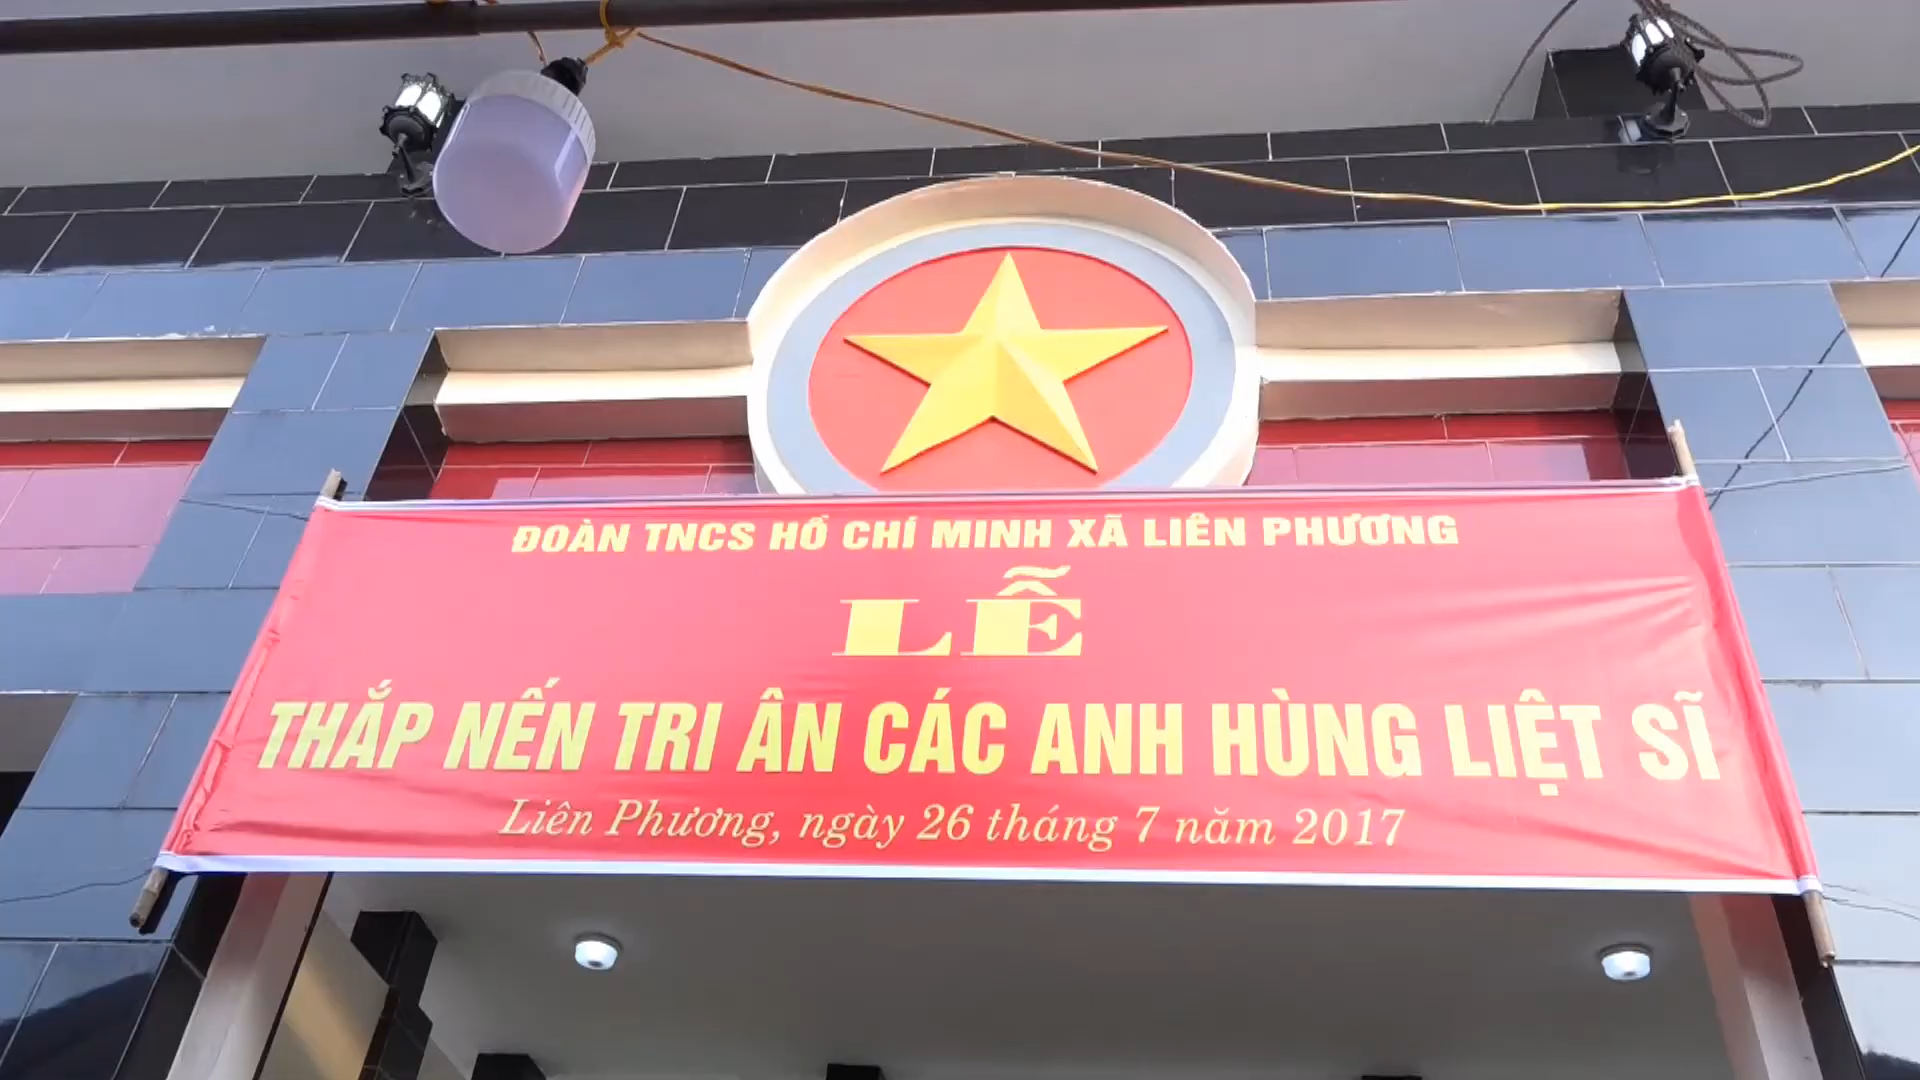 ĐOÀN TNCS HỒ CHÍ MINH XÃ LIÊN PHƯƠNG
LỄ
THẮP NẾN TRI ÂN CÁC ANH HÙNG LIỆT SĨ
Liên Phương, ngày 26 tháng 7 năm 2017